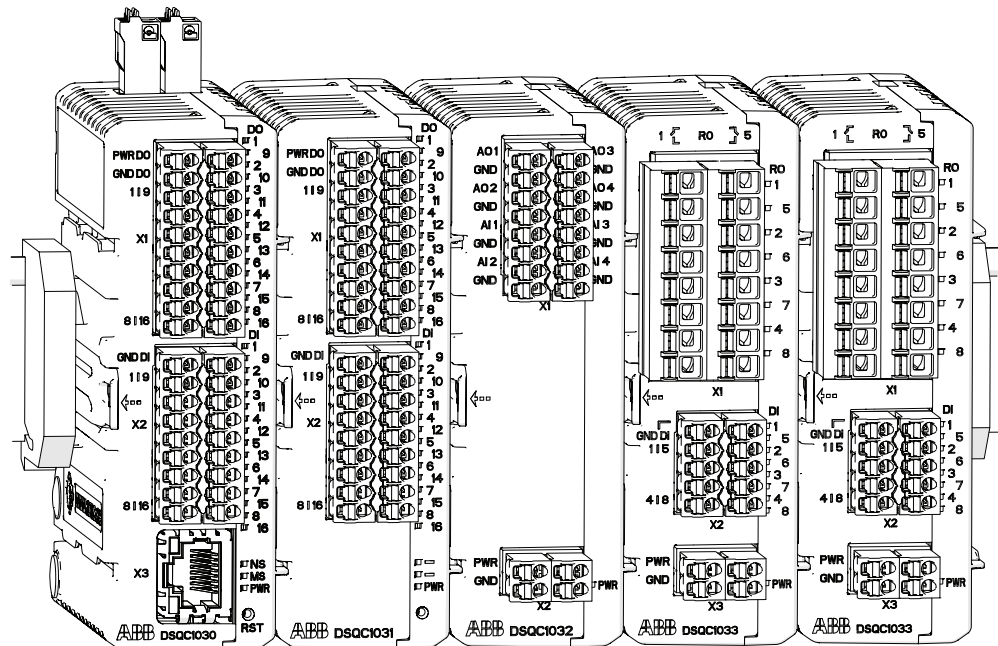 DO
1
PWR DO
9
2
GND DO
10
1 | 9
3
11
4
X1
12
5
13
6
14
7
15
8 | 16
8
16
DI
1
GND DI
9
2
1 | 9
10
3
11
X2
4
12
5
13
6
14
7
8 | 16
15
8
16
X3
NS
MS
PWR
RST
ABB DSQC1030
DO
1
PWR DO
9
2
GND DO
10
1 | 9
3
11
4
X1
12
5
13
6
14
7
15
8 | 16
8
16
DI
1
GND DI
9
2
1 | 9
10
3
11
X2
4
12
5
13
6
14
7
8 | 16
15
8
16
PWR
ABB DSQC1031
AO1
AO3
GND
GND
AO2
AO4
GND
GND
AI1
AI3
GND
GND
AI2
AI4
GND
GND
X1
PWR
GND
PWR
X2
ABB DSQC1032
1 RO 5
RO
1
5
2
6
3
7
4
8
X1
DI
1
GND DI
5
1 | 5
2
6
3
7
4 | 8
4
8
X2
PWR
GND
PWR
X3
ABB DSQC1033
1 RO 5
RO
1
5
2
6
3
7
4
8
X1
DI
1
GND DI
5
1 | 5
2
6
3
7
4 | 8
4
8
X2
PWR
GND
PWR
X3
ABB DSQC1033